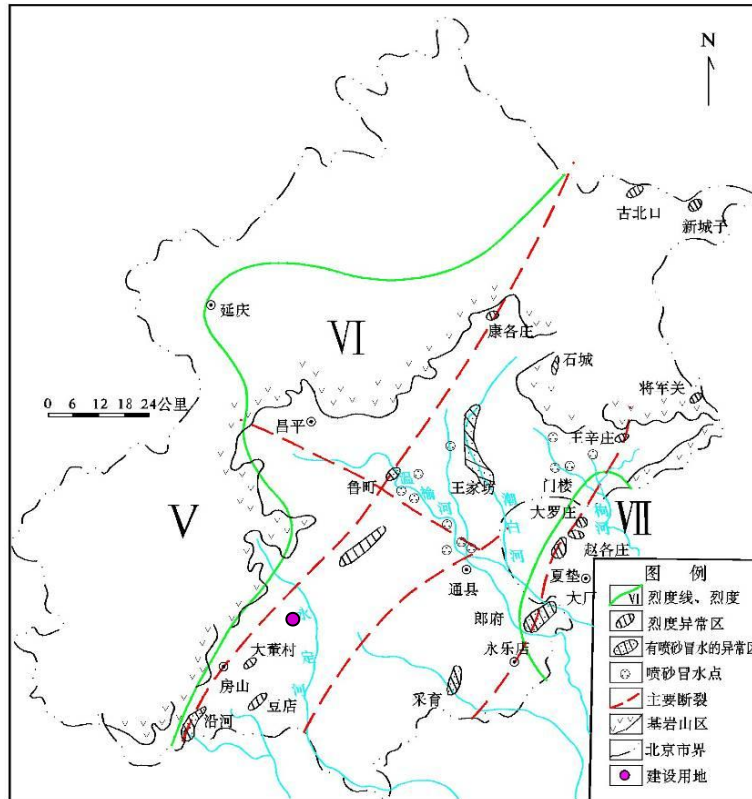 N
古北口
新城子
延庆
VI
康各庄
石城
0 6 12 18 24公里
将军关
昌平
王辛庄
鲁町
温
榆
河
王家坊
潮
白
河
门楼
大罗庄
V
VII
赵各庄
通县
夏垫
大厂
郎府
永
定
河
大董村
永乐店
房山
采育
豆店
沿河
图 例
VI 烈度线、烈度
烈度异常区
有喷砂冒水的异常区
喷砂冒水点
主要断裂
基岩山区
北京市界
建设用地